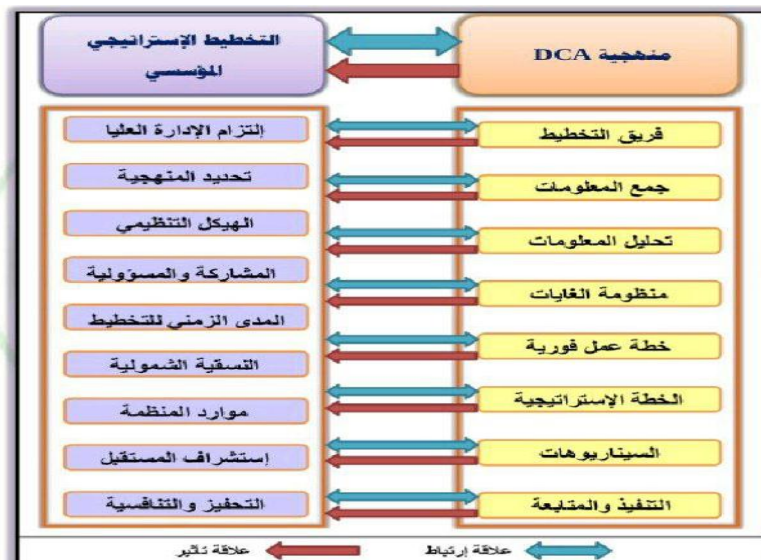 منهجية DCA
التخطيط الإستراتيجي
المؤسسي
فريق التخطيط
جمع المعلومات
تحليل المعلومات
منظومة الغايات
خطة عمل فورية
الخطة الإستراتيجية
السيناريوهات
التنفيذ والمتابعة
إلتزام الإدارة العليا
تحديد المنهجية
الهيكل التنظيمي
المشاركة والمسؤولية
المدى الزمني للتخطيط
النسقية الشمولية
موارد المنظمة
إستشراف المستقبل
التحفيز والتنافسية
علاقة إرتباط
علاقة تأثير